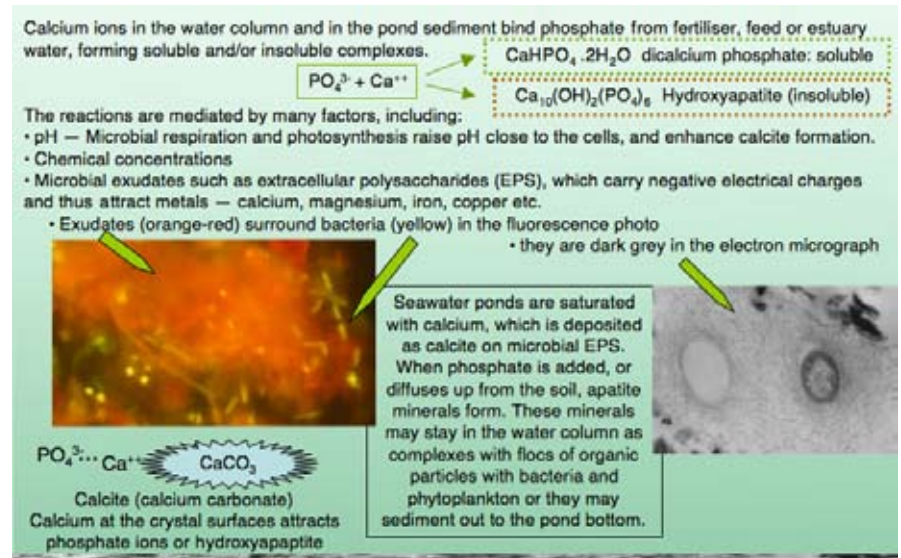 Calcium ions in the water column and in the pond sediment bind phosphate from fertiliser, feed or estuary
water, forming soluble and/or insoluble complexes.
CaHPO₄ .2H₂O dicalcium phosphate: soluble
PO₄³⁻ + Ca⁺⁺
Ca₁₀(OH)₂(PO₄)₆ Hydroxyapatite (insoluble)
The reactions are mediated by many factors, including:
• pH — Microbial respiration and photosynthesis raise pH close to the cells, and enhance calcite formation.
• Chemical concentrations
• Microbial exudates such as extracellular polysaccharides (EPS), which carry negative electrical charges
and thus attract metals — calcium, magnesium, iron, copper etc.
• Exudates (orange-red) surround bacteria (yellow) in the fluorescence photo
• they are dark grey in the electron micrograph
Seawater ponds are saturated
with calcium, which is deposited
as calcite on microbial EPS.
When phosphate is added, or
diffuses up from the soil, apatite
minerals form. These minerals
may stay in the water column as
complexes with flocs of organic
particles with bacteria and
phytoplankton or they may
sediment out to the pond bottom.
PO₄³⁻··· Ca⁺⁺ CaCO₃
Calcite (calcium carbonate)
Calcium at the crystal surfaces attracts
phosphate ions or hydroxyapaptite